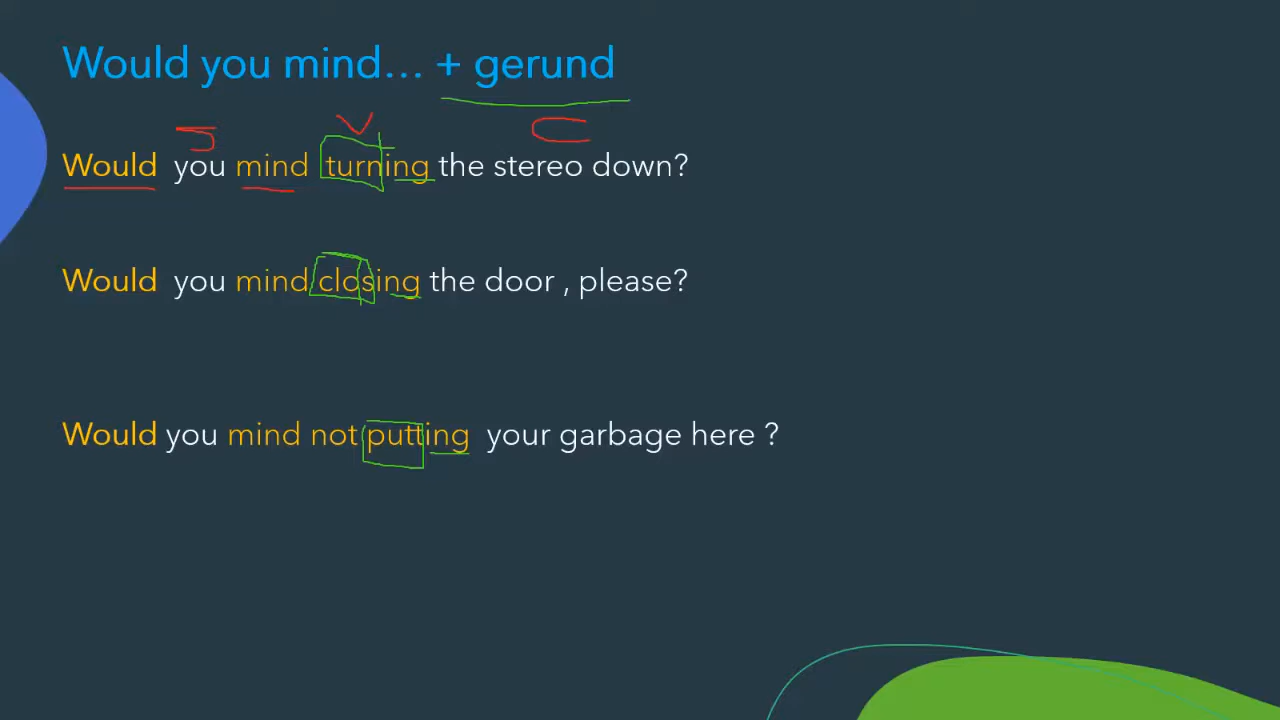 Would you mind... + gerund
S V C
Would you mind turning the stereo down?
Would you mind closing the door , please?
Would you mind not putting your garbage here ?